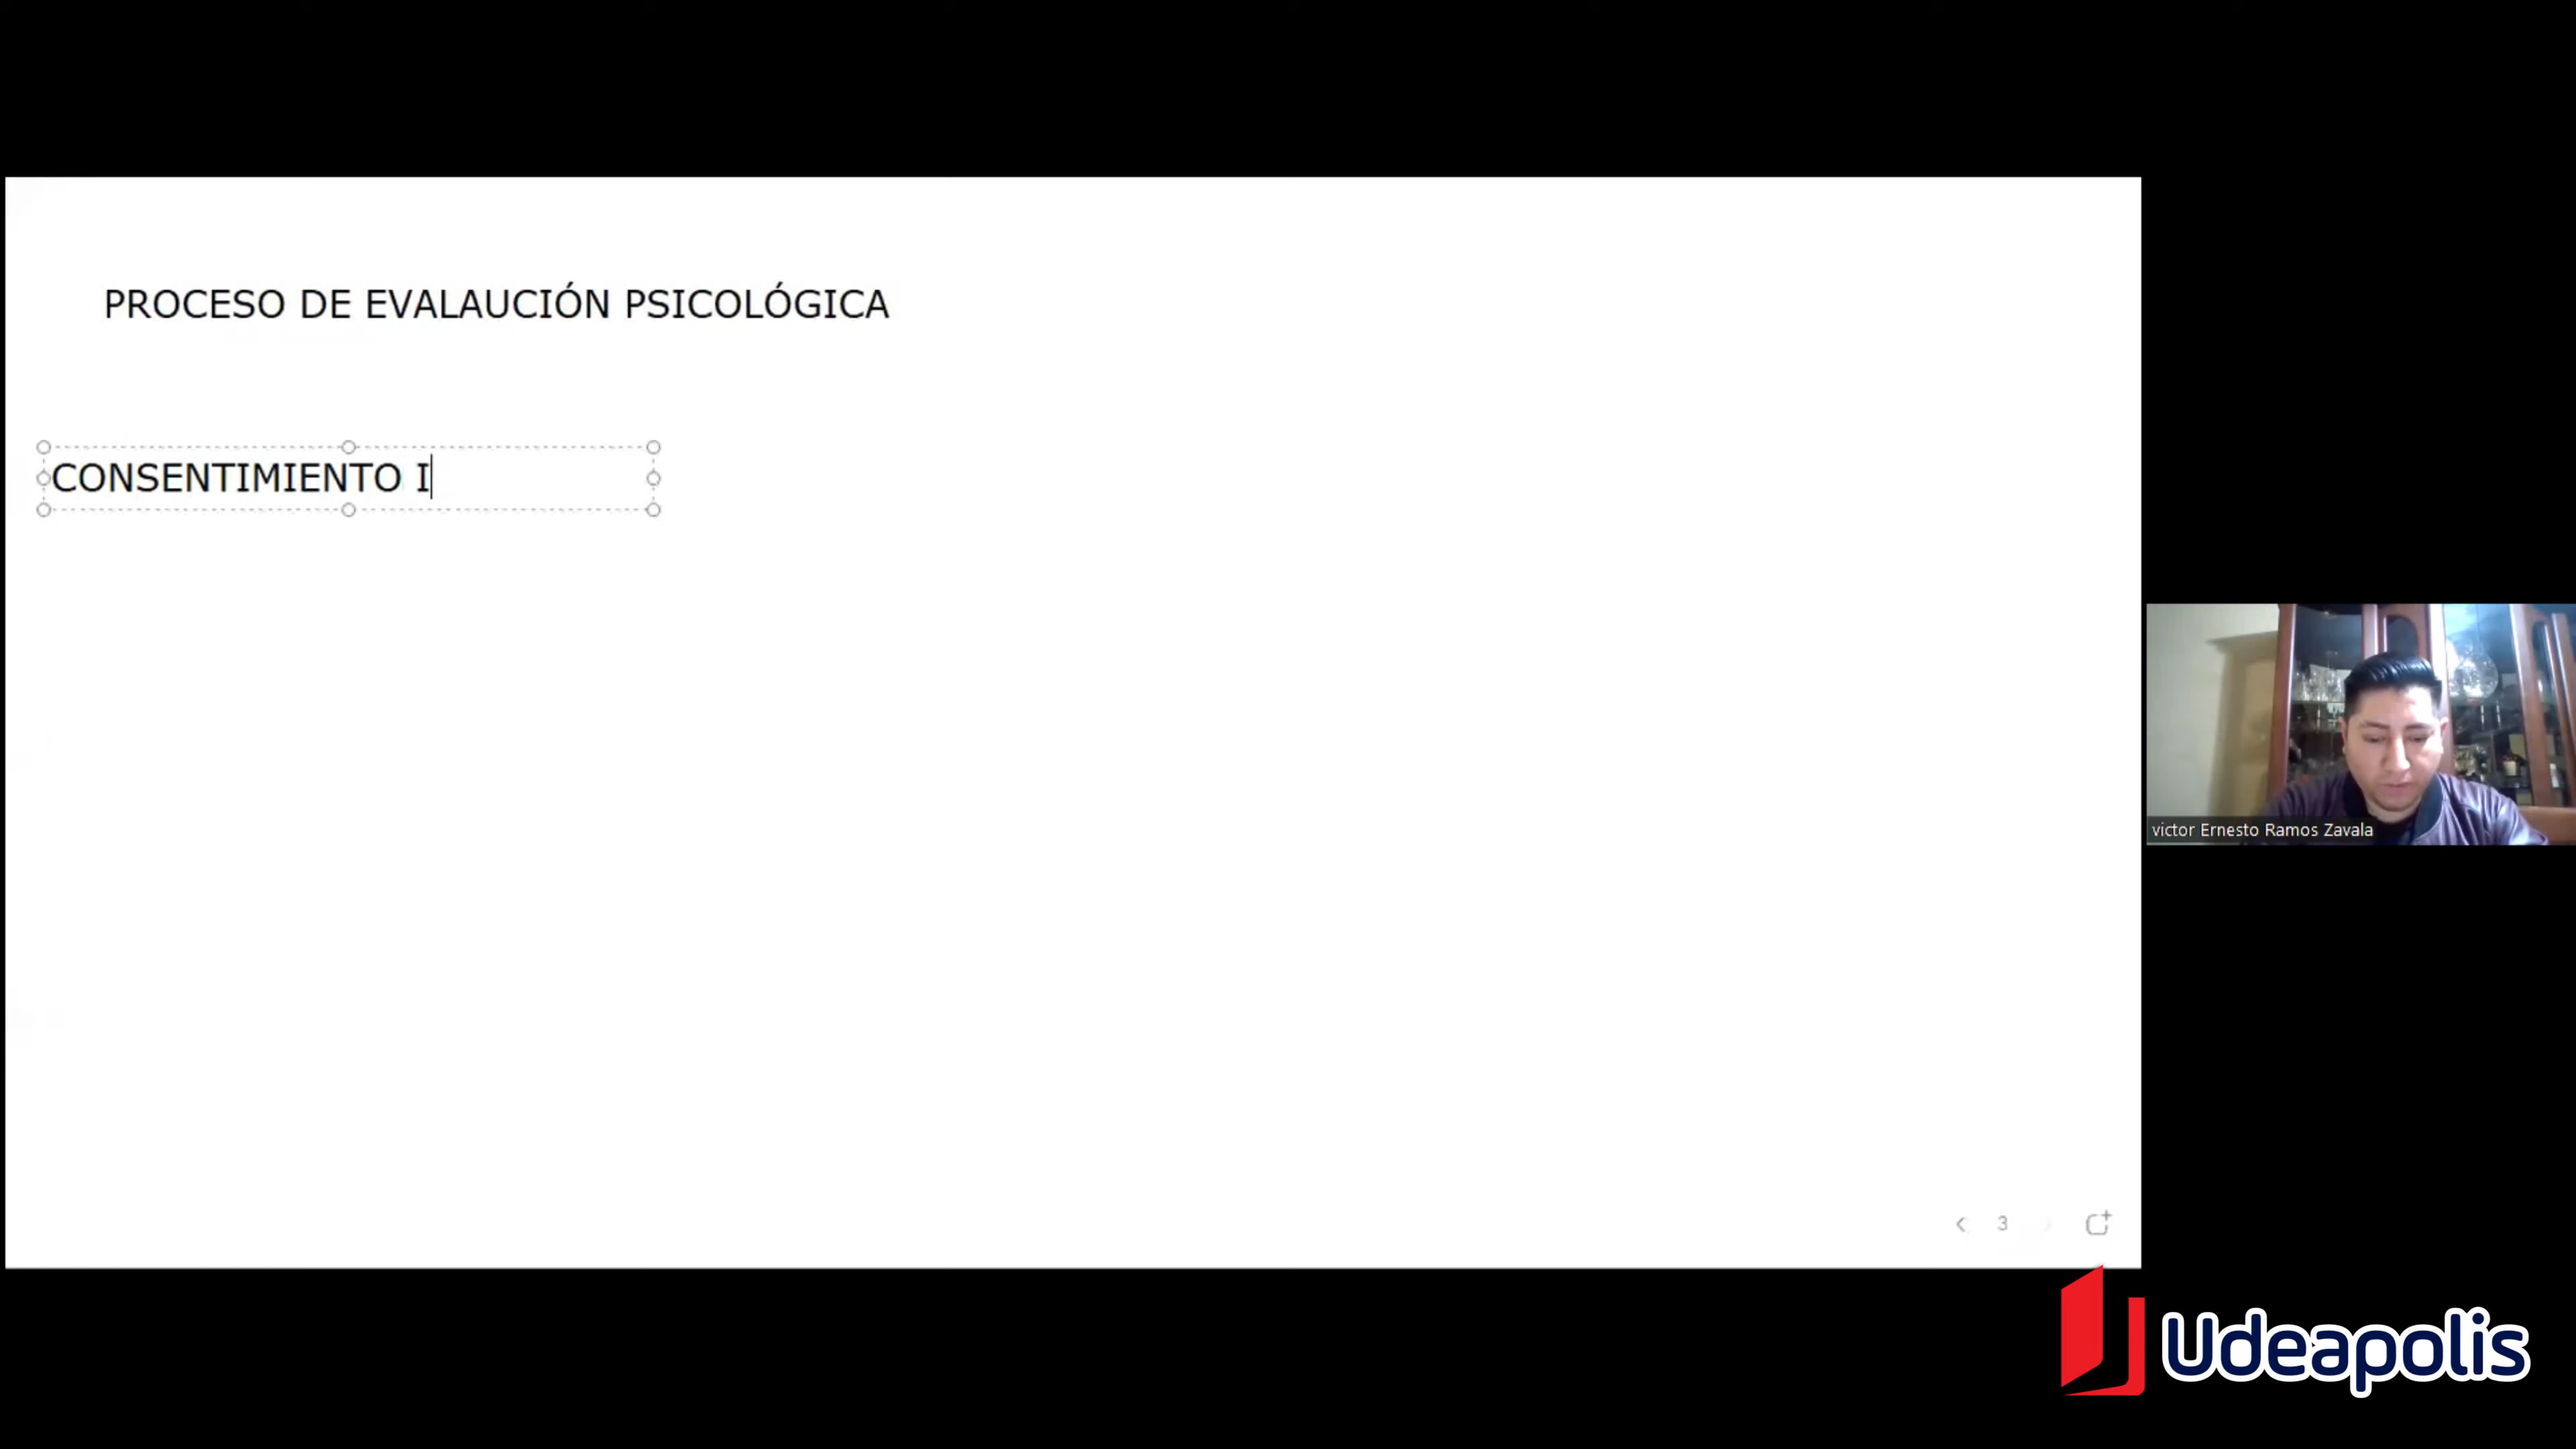 PROCESO DE EVALAUCIÓN PSICOLÓGICA
CONSENTIMIENTO I
victor Ernesto Ramos Zavala
3
Udeapolis